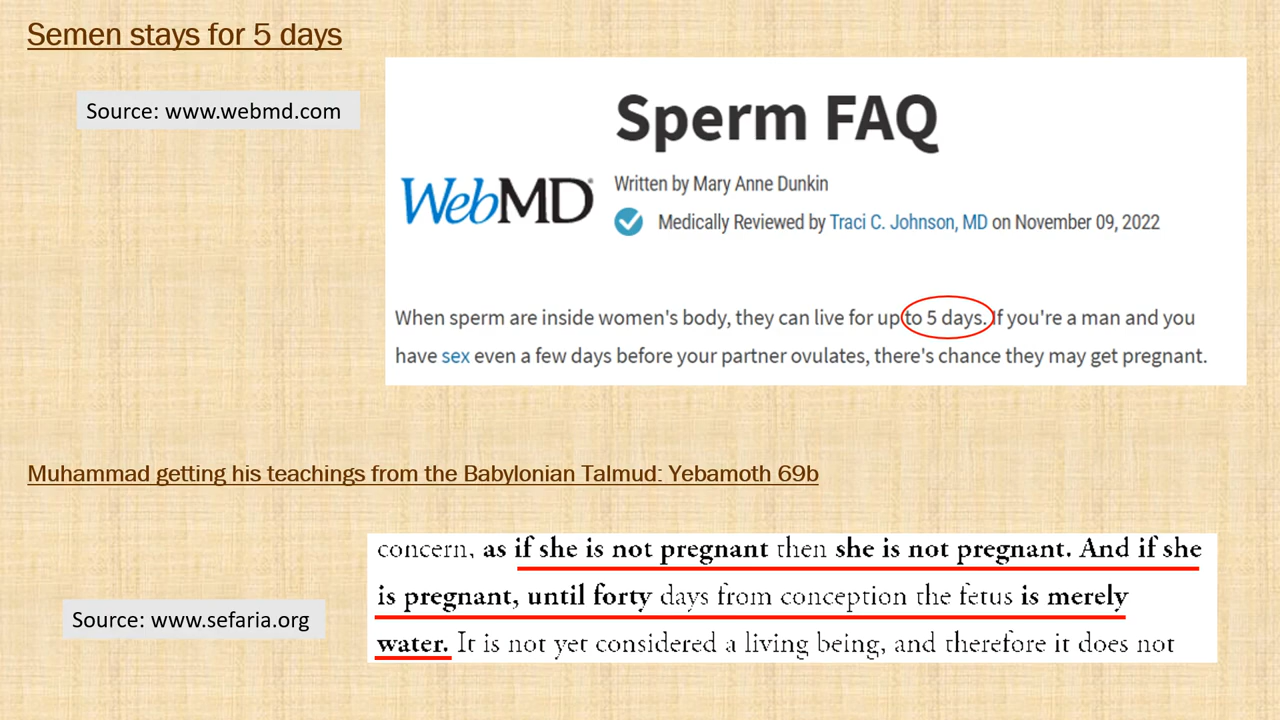 Semen stays for 5 days
Source: www.webmd.com
Sperm FAQ
WebMD
Written by Mary Anne Dunkin
Medically Reviewed by Traci C. Johnson, MD on November 09, 2022
When sperm are inside women's body, they can live for up to 5 days. If you're a man and you
have sex even a few days before your partner ovulates, there's chance they may get pregnant.
Muhammad getting his teachings from the Babylonian Talmud: Yebamoth 69b
Source: www.sefaria.org
concern, as if she is not pregnant then she is not pregnant. And if she
is pregnant, until forty days from conception the fetus is merely
water. It is not yet considered a living being, and therefore it does not